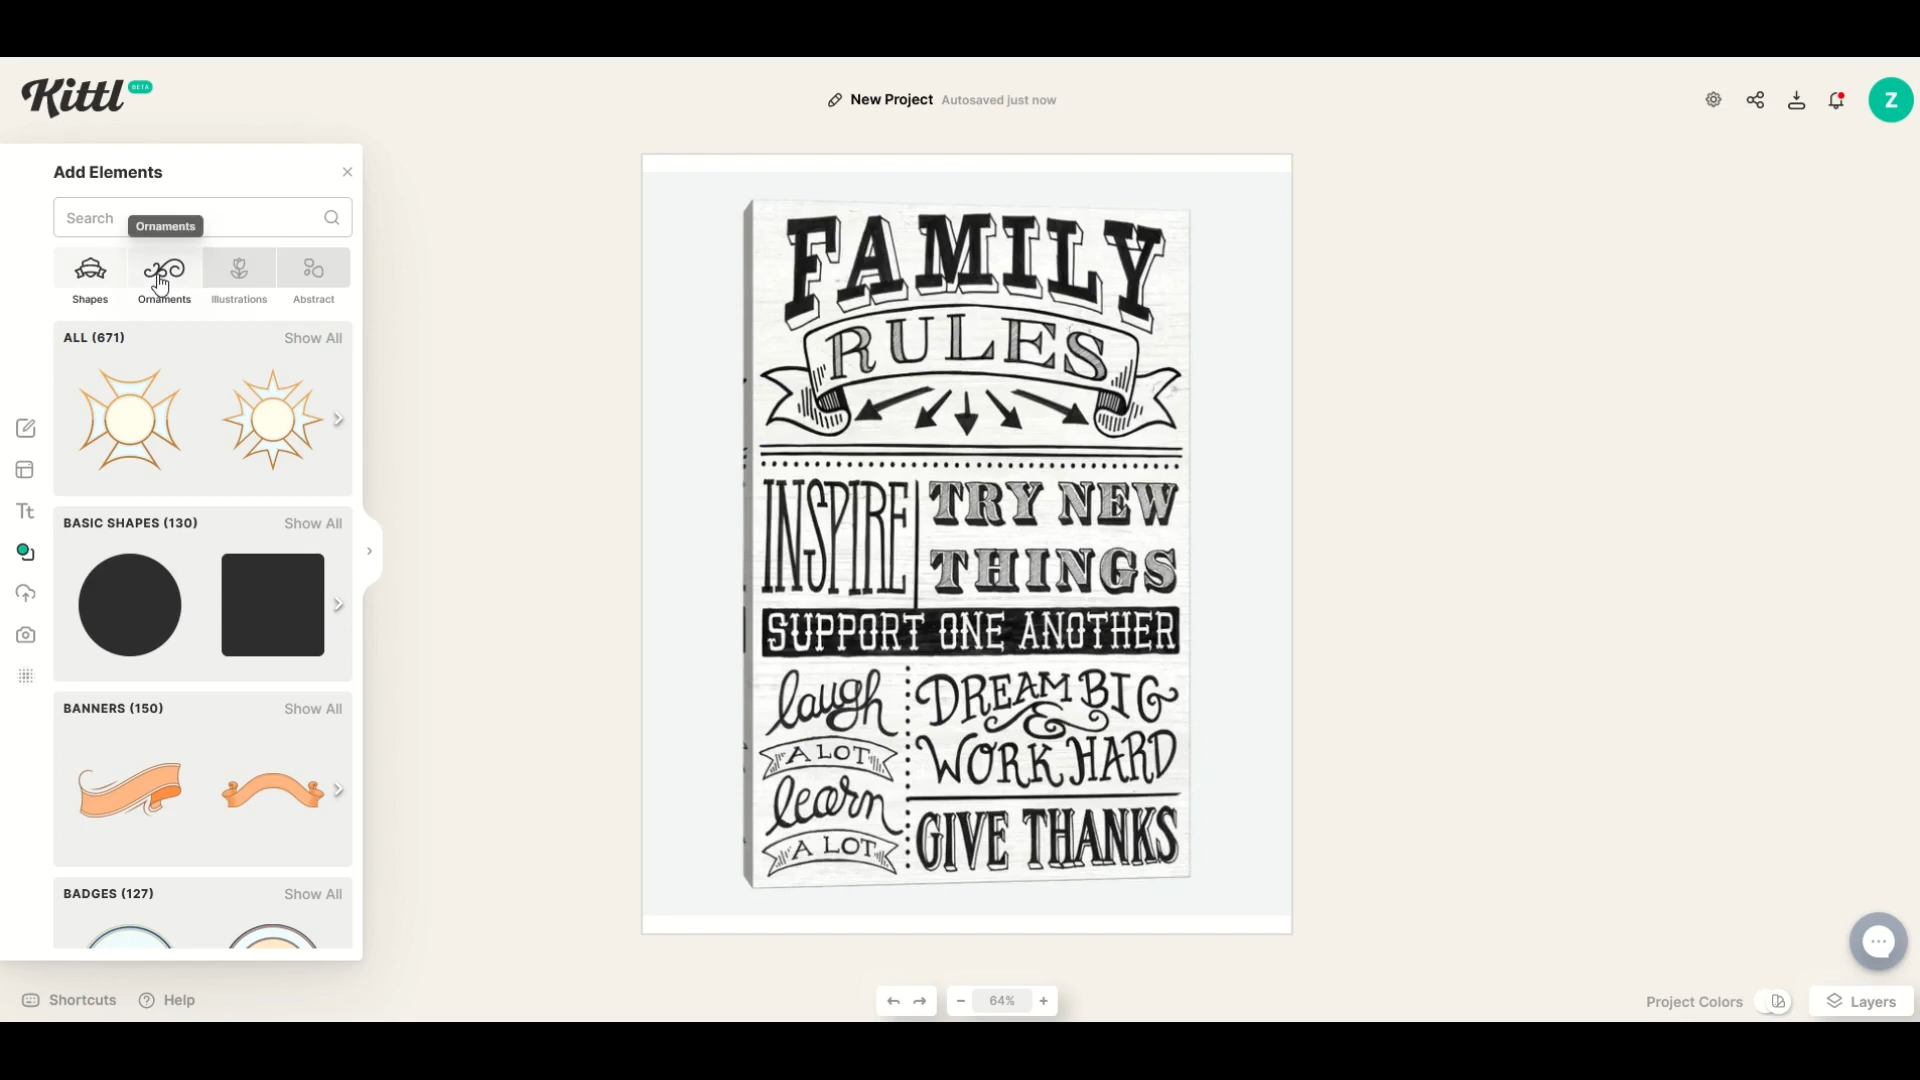 Kittl BETA
New Project Autosaved just now
Z
Add Elements
Search
Ornaments
Shapes Ornaments Illustrations Abstract
ALL (671) Show All
BASIC SHAPES (130) Show All
BANNERS (150) Show All
BADGES (127) Show All
Tt
FAMILY
RULES
INSPIRE
TRY NEW
THINGS
SUPPORT ONE ANOTHER
laugh
A LOT
learn
A LOT
DREAM BIG
&
WORK HARD
GIVE THANKS
Shortcuts Help
64%
Project Colors Layers